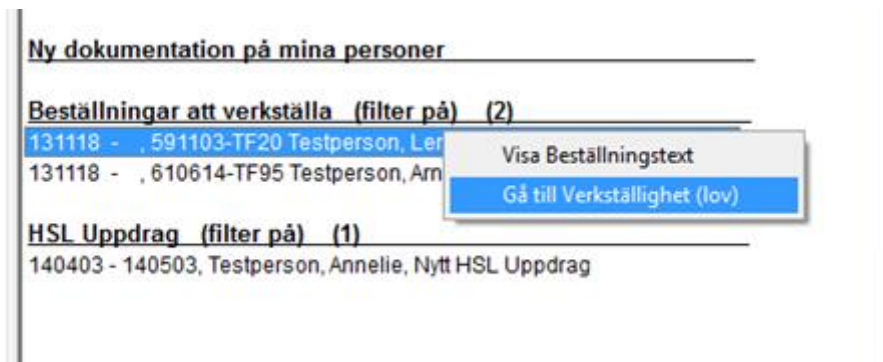 Ny dokumentation på mina personer
Beställningar att verkställa (filter på) (2)
131118 - , 591103-TF20 Testperson, Ler
Visa Beställningstext
131118 - , 610614-TF95 Testperson, Arn
Gå till Verkställighet (lov)
HSL Uppdrag (filter på) (1)
140403 - 140503, Testperson, Annelie, Nytt HSL Uppdrag